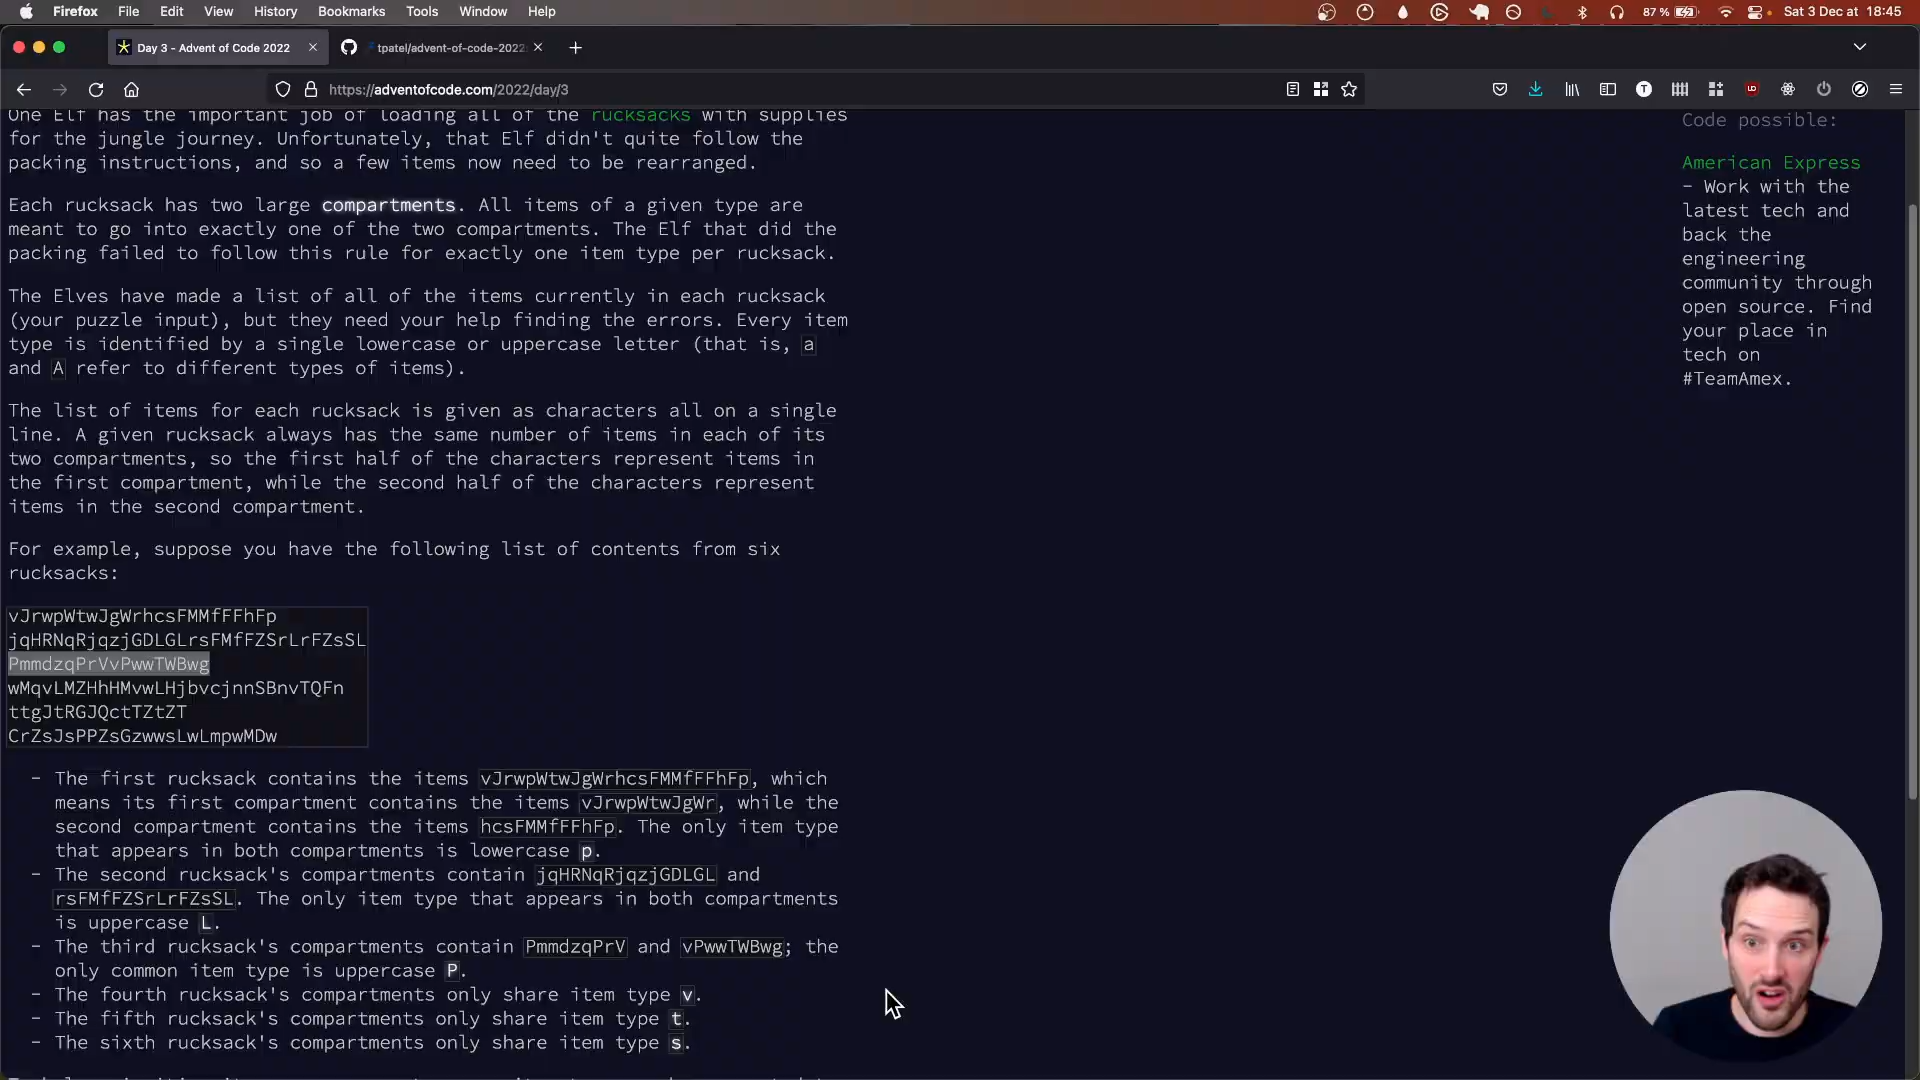 Firefox File Edit View History Bookmarks Tools Window Help 87 % Sat 3 Dec at 18:45
Day 3 - Advent of Code 2022 tpatel/advent-of-code-2022:
https://adventofcode.com/2022/day/3
One Elf has the important job of loading all of the rucksacks with supplies
for the jungle journey. Unfortunately, that Elf didn't quite follow the
packing instructions, and so a few items now need to be rearranged.
Each rucksack has two large compartments. All items of a given type are
meant to go into exactly one of the two compartments. The Elf that did the
packing failed to follow this rule for exactly one item type per rucksack.
The Elves have made a list of all of the items currently in each rucksack
(your puzzle input), but they need your help finding the errors. Every item
type is identified by a single lowercase or uppercase letter (that is, a
and A refer to different types of items).
The list of items for each rucksack is given as characters all on a single
line. A given rucksack always has the same number of items in each of its
two compartments, so the first half of the characters represent items in
the first compartment, while the second half of the characters represent
items in the second compartment.
For example, suppose you have the following list of contents from six
rucksacks:
vJrwpWtwJgWrhcsFMMfFFhFp
jqHRNqRjqzjGDLGLrsFMfFZSrLrFZsSL
PmmdzqPrVvPwwTWBwg
wMqvLMZHhHMvwLHjbvcjnnSBnvTQFn
ttgJtRGJQctTZtZT
CrZsJsPPZsGzwwsLwLmpwMDw
- The first rucksack contains the items vJrwpWtwJgWrhcsFMMfFFhFp, which
means its first compartment contains the items vJrwpWtwJgWr, while the
second compartment contains the items hcsFMMfFFhFp. The only item type
that appears in both compartments is lowercase p.
- The second rucksack's compartments contain jqHRNqRjqzjGDLGL and
rsFMfFZSrLrFZsSL. The only item type that appears in both compartments
is uppercase L.
- The third rucksack's compartments contain PmmdzqPrV and vPwwTWBwg; the
only common item type is uppercase P.
- The fourth rucksack's compartments only share item type v.
- The fifth rucksack's compartments only share item type t.
- The sixth rucksack's compartments only share item type s.
Code possible:
American Express
- Work with the
latest tech and
back the
engineering
community through
open source. Find
your place in
tech on
#TeamAmex.